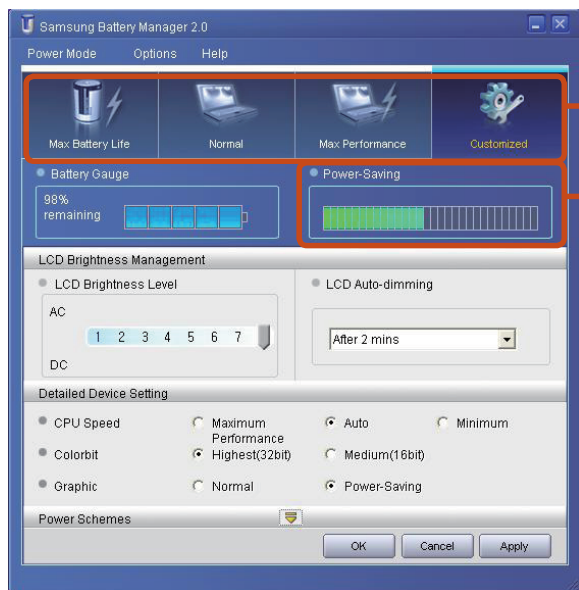 Samsung Battery Manager 2.0
Power Mode Options Help
Max Battery Life Normal Max Performance Customized
Battery Gauge
98%
remaining
Power-Saving
LCD Brightness Management
LCD Brightness Level
AC
1 2 3 4 5 6 7
DC
LCD Auto-dimming
After 2 mins
Detailed Device Setting
CPU Speed Maximum Performance Auto Minimum
Colorbit Highest(32bit) Medium(16bit)
Graphic Normal Power-Saving
Power Schemes
OK Cancel Apply